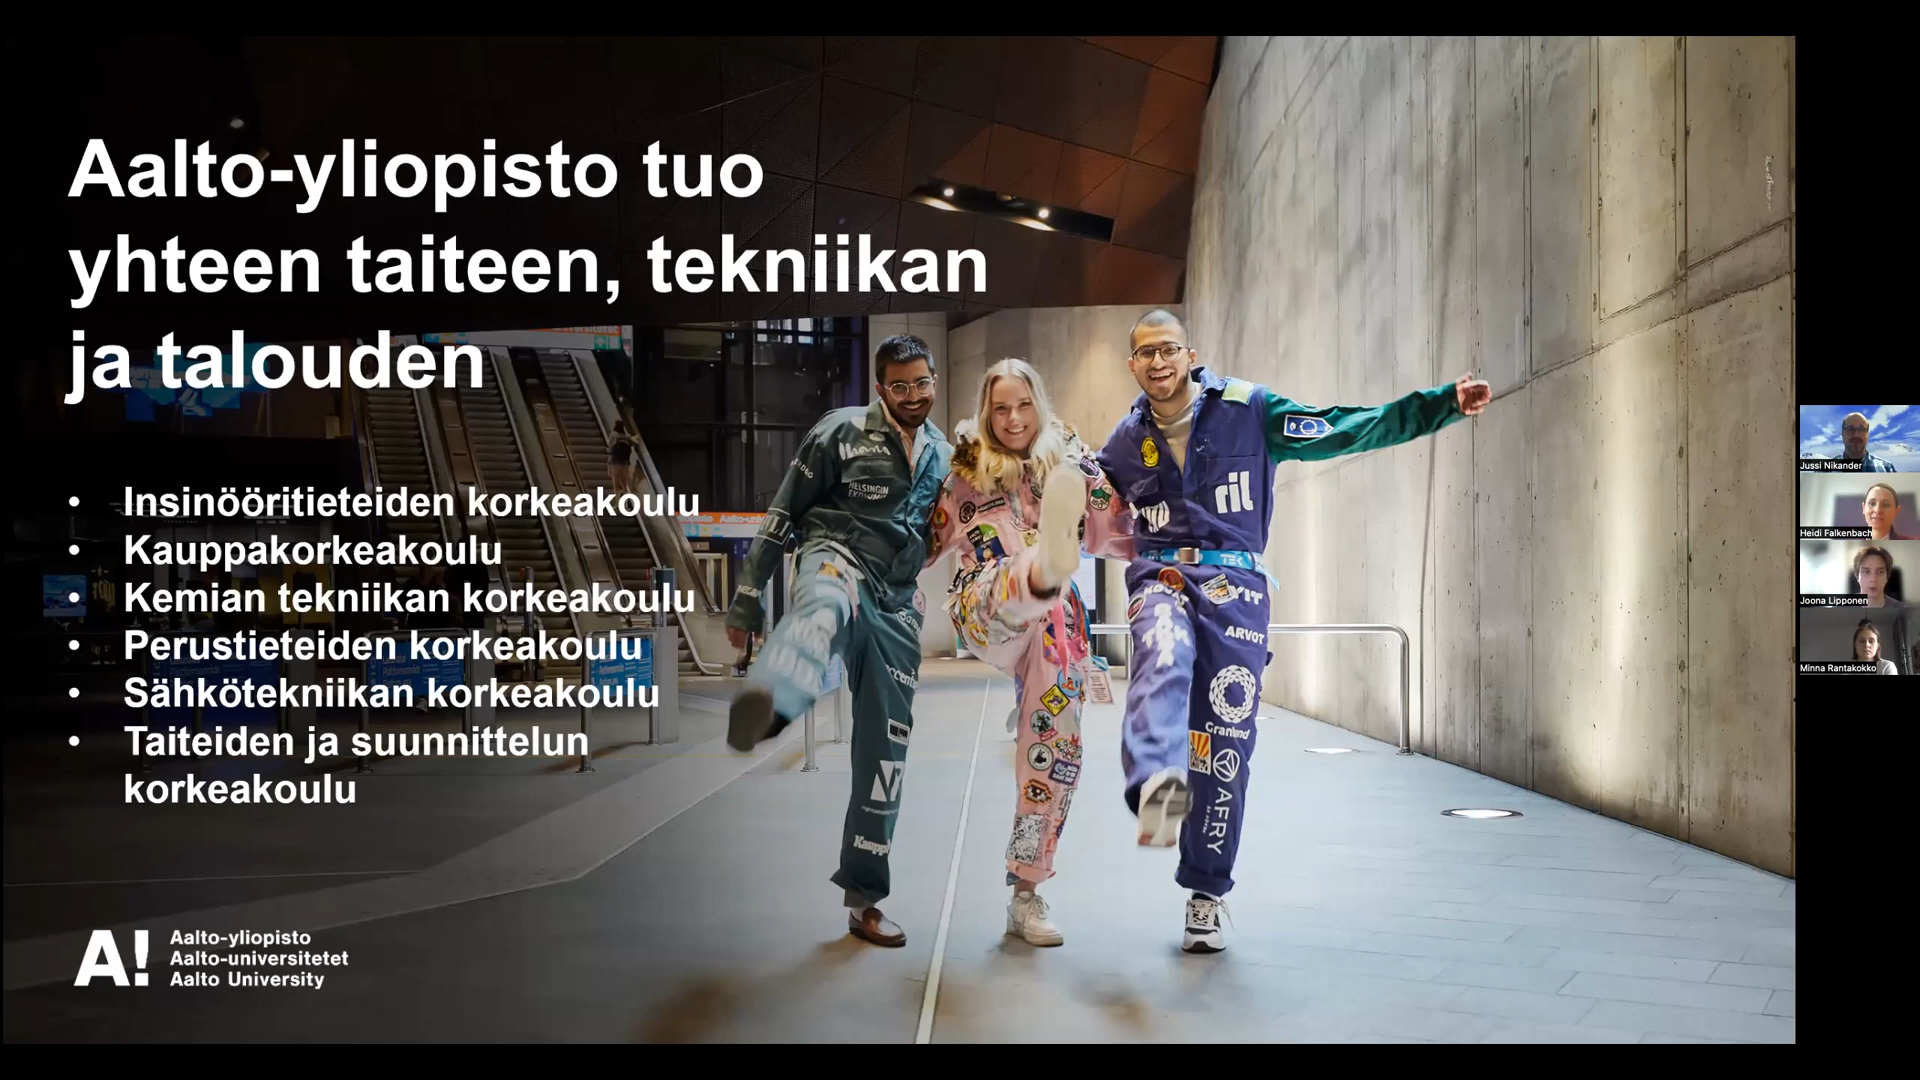 Aalto-yliopisto tuo
yhteen taiteen, tekniikan
ja talouden
• Insinööritieteiden korkeakoulu
• Kauppakorkeakoulu
• Kemian tekniikan korkeakoulu
• Perustieteiden korkeakoulu
• Sähkötekniikan korkeakoulu
• Taiteiden ja suunnittelun
korkeakoulu
A!
Aalto-yliopisto
Aalto-universitetet
Aalto University
HELSINGIN
ril
YIT
ARVOT
Granlund
AFRY
Jussi Nikander
Heidi Falkenbach
Joona Lipponen
Minna Rantakokko